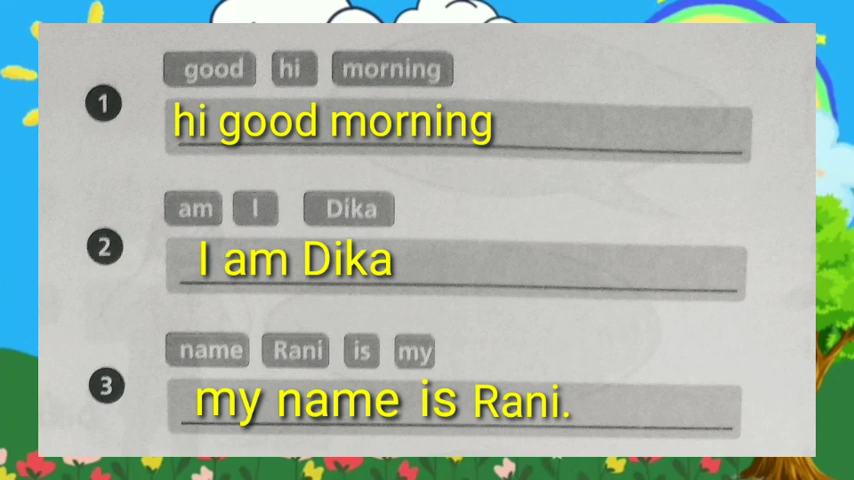 good hi morning
1
hi good morning
am I Dika
2
I am Dika
name Rani is my
3
my name is Rani.